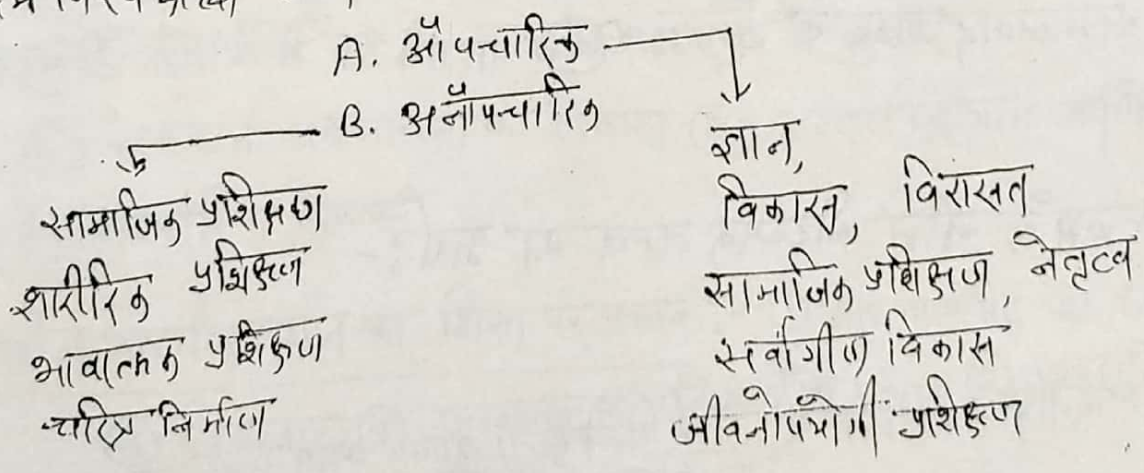 A. औपचारिक
B. अनौपचारिक
सामाजिक प्रशिक्षण
शारीरिक प्रशिक्षण
भावात्मक प्रशिक्षण
चरित्र निर्माण
ज्ञान,
विकास, विरासत
सामाजिक प्रशिक्षण, नेतृत्व
सर्वांगीण विकास
जीवनोपयोगी प्रशिक्षण